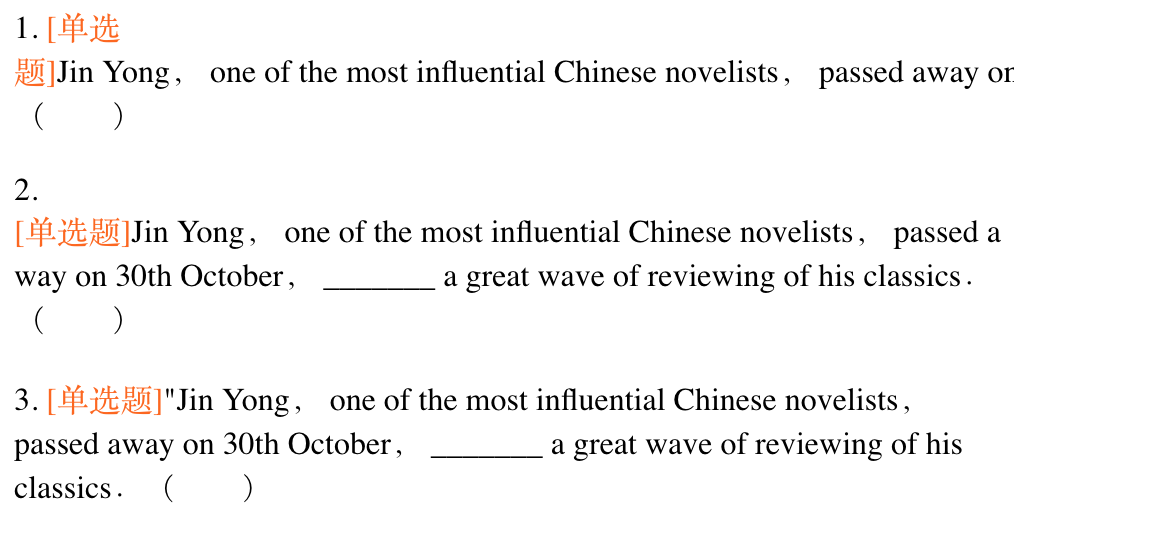 1. [单选
题]Jin Yong， one of the most influential Chinese novelists， passed away
（ ）
2.
[单选题]Jin Yong， one of the most influential Chinese novelists， passed a
way on 30th October， _______ a great wave of reviewing of his classics．
（ ）
3. [单选题]"Jin Yong， one of the most influential Chinese novelists，
passed away on 30th October， _______ a great wave of reviewing of his
classics． （ ）